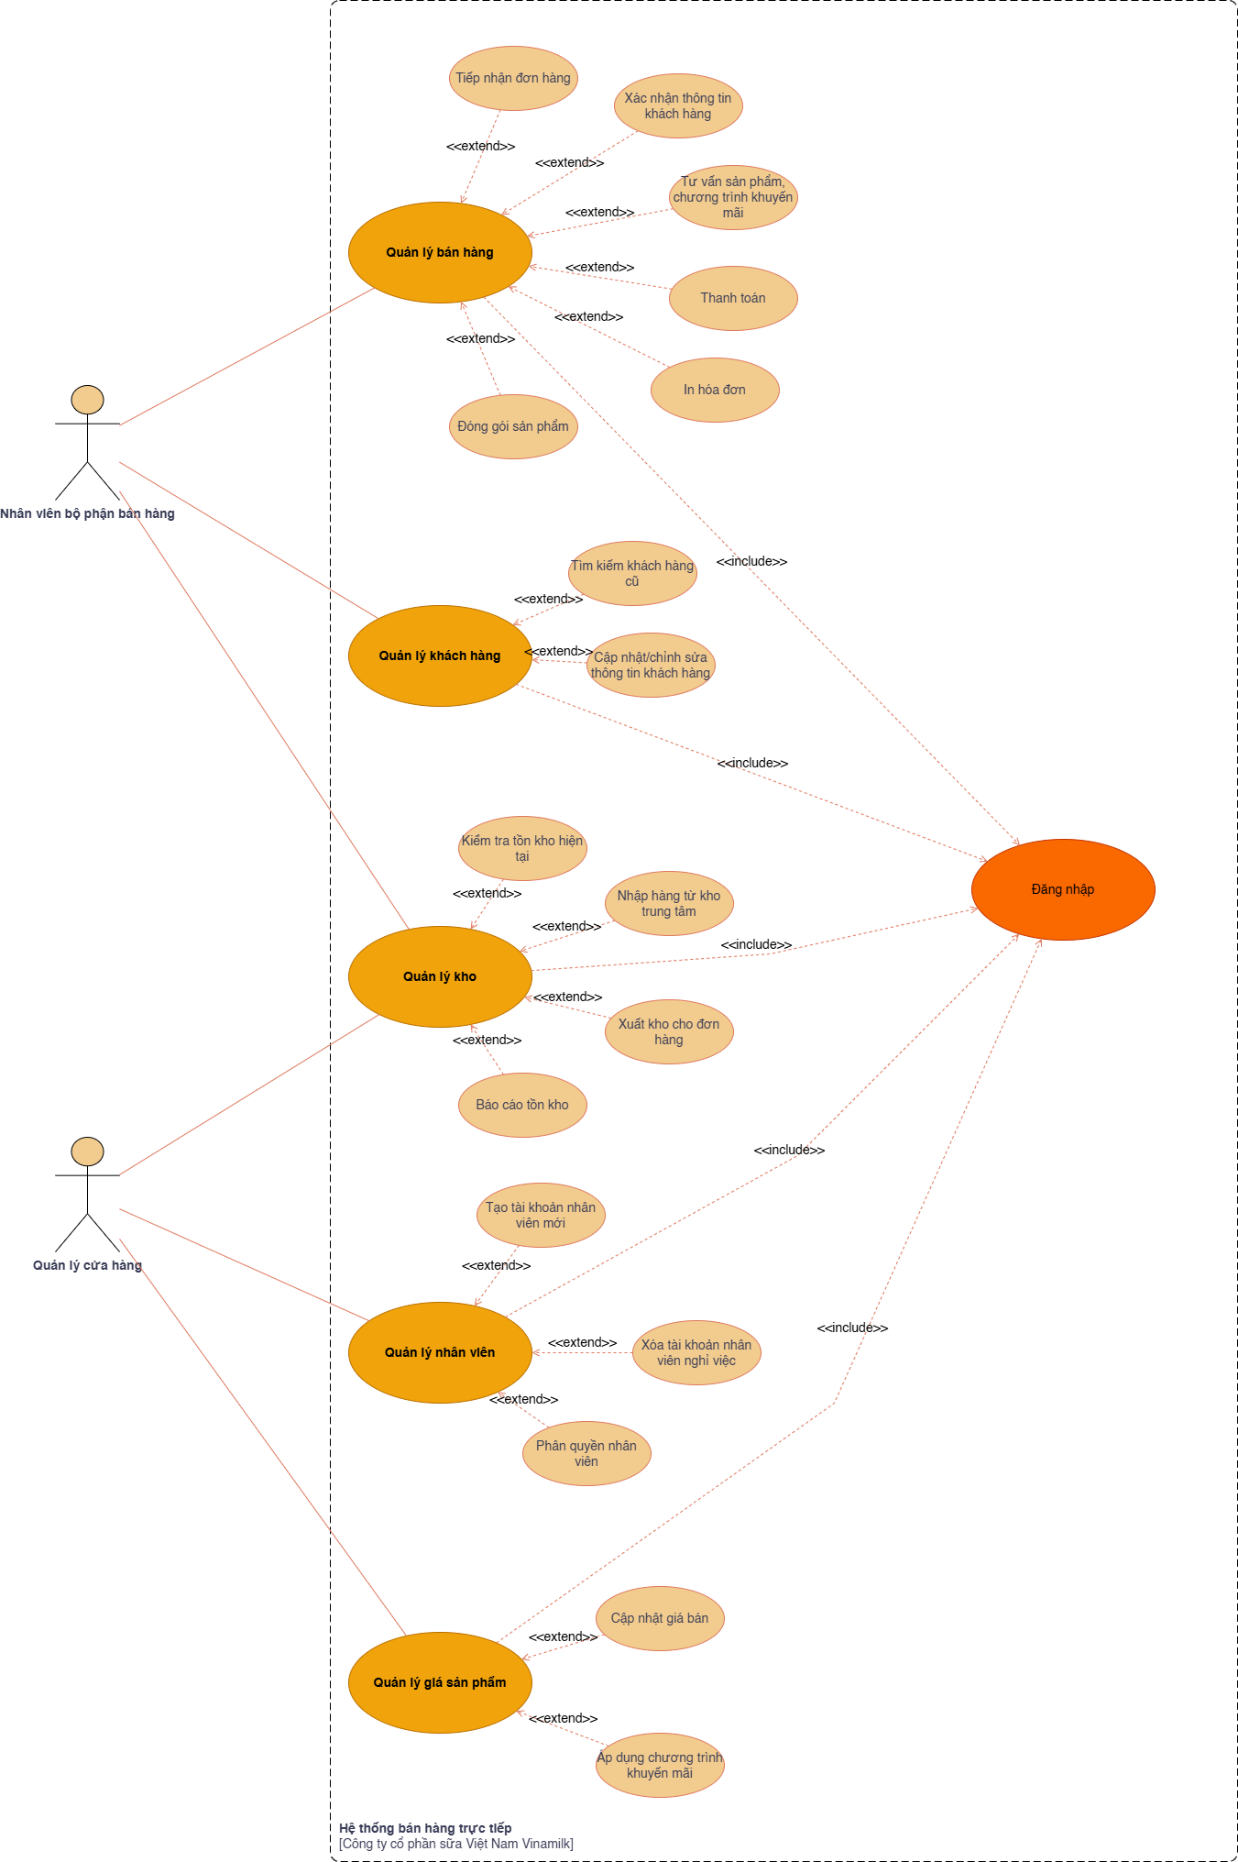 Tiếp nhận đơn hàng
Xác nhận thông tin
khách hàng
<<extend>>
<<extend>>
Tư vấn sản phẩm,
chương trình khuyến
mãi
<<extend>>
Quản lý bán hàng
<<extend>>
Thanh toán
<<extend>>
<<extend>>
In hóa đơn
Đóng gói sản phẩm
Nhân viên bộ phận bán hàng
<<include>>
Tìm kiếm khách hàng
cũ
<<extend>>
Quản lý khách hàng
<<extend>>
Cập nhật/chỉnh sửa
thông tin khách hàng
<<include>>
Kiểm tra tồn kho hiện
tại
<<extend>>
Nhập hàng từ kho
trung tâm
<<extend>>
Đăng nhập
<<include>>
Quản lý kho
<<extend>>
Xuất kho cho đơn
hàng
<<extend>>
Báo cáo tồn kho
<<include>>
Tạo tài khoản nhân
viên mới
Quản lý cửa hàng
<<extend>>
<<include>>
Quản lý nhân viên
<<extend>>
Xóa tài khoản nhân
viên nghỉ việc
<<extend>>
Phân quyền nhân
viên
Cập nhật giá bán
<<extend>>
Quản lý giá sản phẩm
<<extend>>
Áp dụng chương trình
khuyến mãi
Hệ thống bán hàng trực tiếp
[Công ty cổ phần sữa Việt Nam Vinamilk]